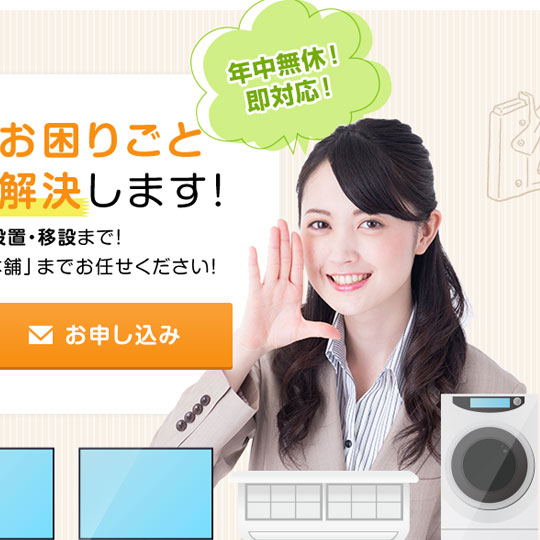 年中無休!
即対応!
お困りごと
解決します!
設置・移設まで!
舗」までお任せください!
お申し込み